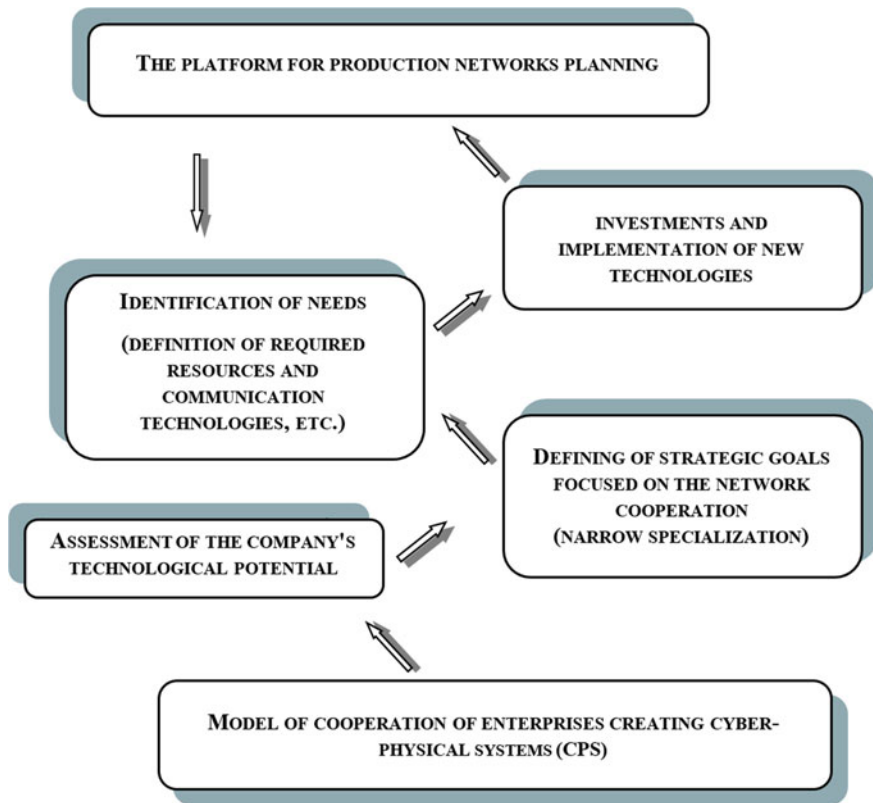 THE PLATFORM FOR PRODUCTION NETWORKS PLANNING
INVESTMENTS AND
IMPLEMENTATION OF NEW
TECHNOLOGIES
IDENTIFICATION OF NEEDS
(DEFINITION OF REQUIRED
RESOURCES AND
COMMUNICATION
TECHNOLOGIES, ETC.)
DEFINING OF STRATEGIC GOALS
FOCUSED ON THE NETWORK
COOPERATION
(NARROW SPECIALIZATION)
ASSESSMENT OF THE COMPANY'S
TECHNOLOGICAL POTENTIAL
MODEL OF COOPERATION OF ENTERPRISES CREATING CYBER-
PHYSICAL SYSTEMS (CPS)